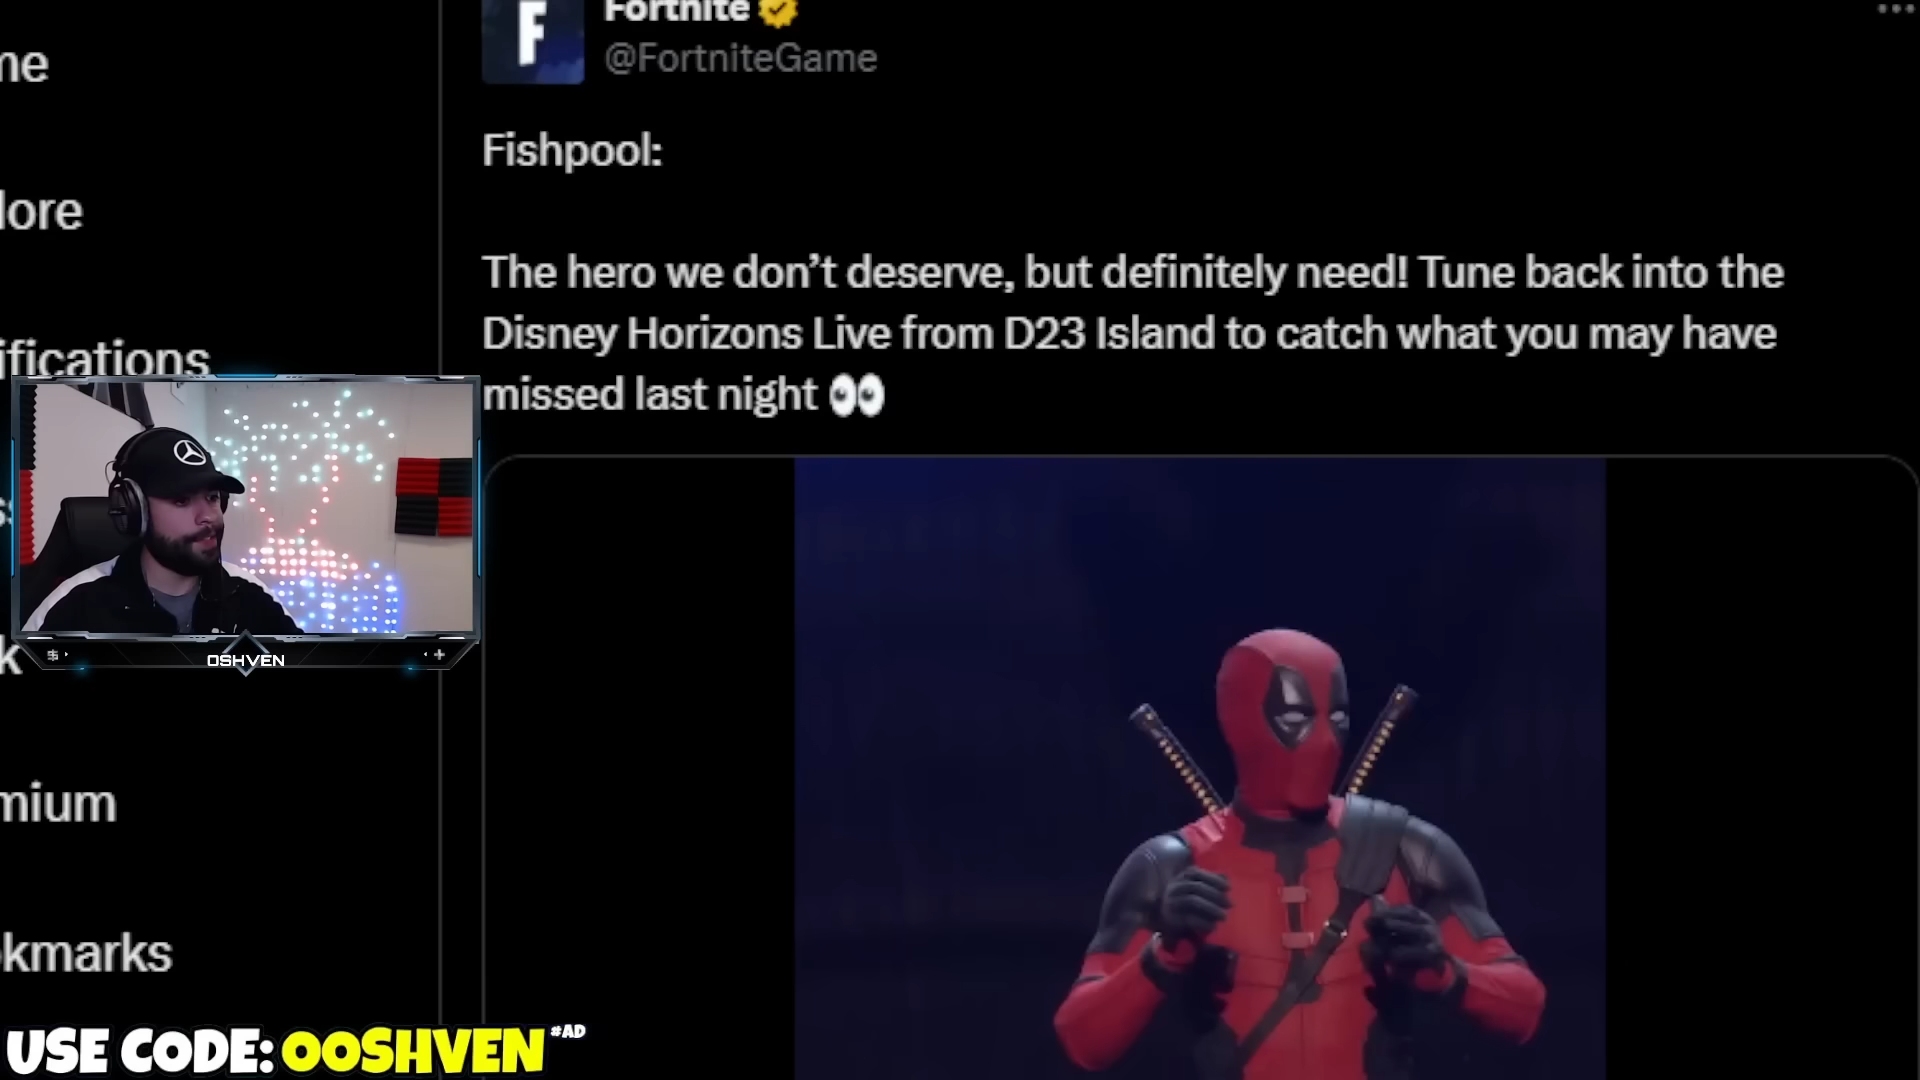 Fortnite
@FortniteGame
me
lore
Fishpool:
The hero we don't deserve, but definitely need! Tune back into the
Disney Horizons Live from D23 Island to catch what you may have
missed last night 👀
ifications
F
k
OSHVEN
mium
kmarks
USE CODE: OOSHVEN #AD